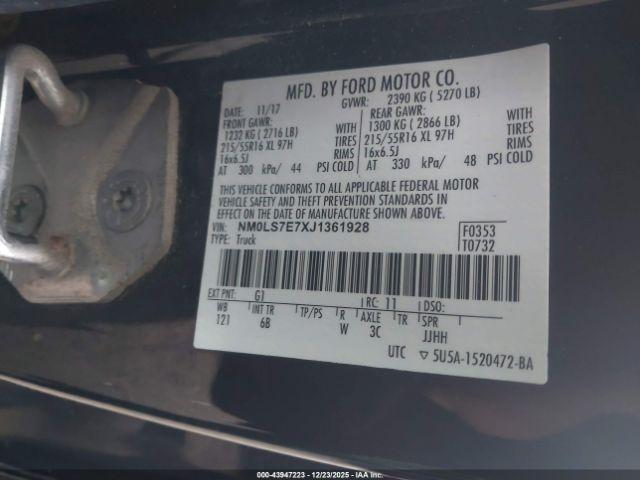 MFD. BY FORD MOTOR CO.
DATE: 11/17 GVWR: 2390 KG ( 5270 LB)
FRONT GAWR: REAR GAWR:
1232 KG ( 2716 LB) WITH 1300 KG ( 2866 LB) WITH
215/55R16 XL 97H TIRES 215/55R16 XL 97H TIRES
16x6.5J RIMS 16x6.5J RIMS
AT 300 kPa/ 44 PSI COLD AT 330 kPa/ 48 PSI COLD
THIS VEHICLE CONFORMS TO ALL APPLICABLE FEDERAL MOTOR
VEHICLE SAFETY AND THEFT PREVENTION STANDARDS IN
EFFECT ON THE DATE OF MANUFACTURE SHOWN ABOVE.
VIN: NM0LS7E7XJ1361928 F0353
TYPE: Truck T0732
EXT PNT: G1 RC: 11 DSO:
WB INT TR TP/PS R AXLE TR SPR
121 6B W 3C JJHH
UTC 5U5A-1520472-BA
000-43947223 - 12/23/2025 - IAAI.COM